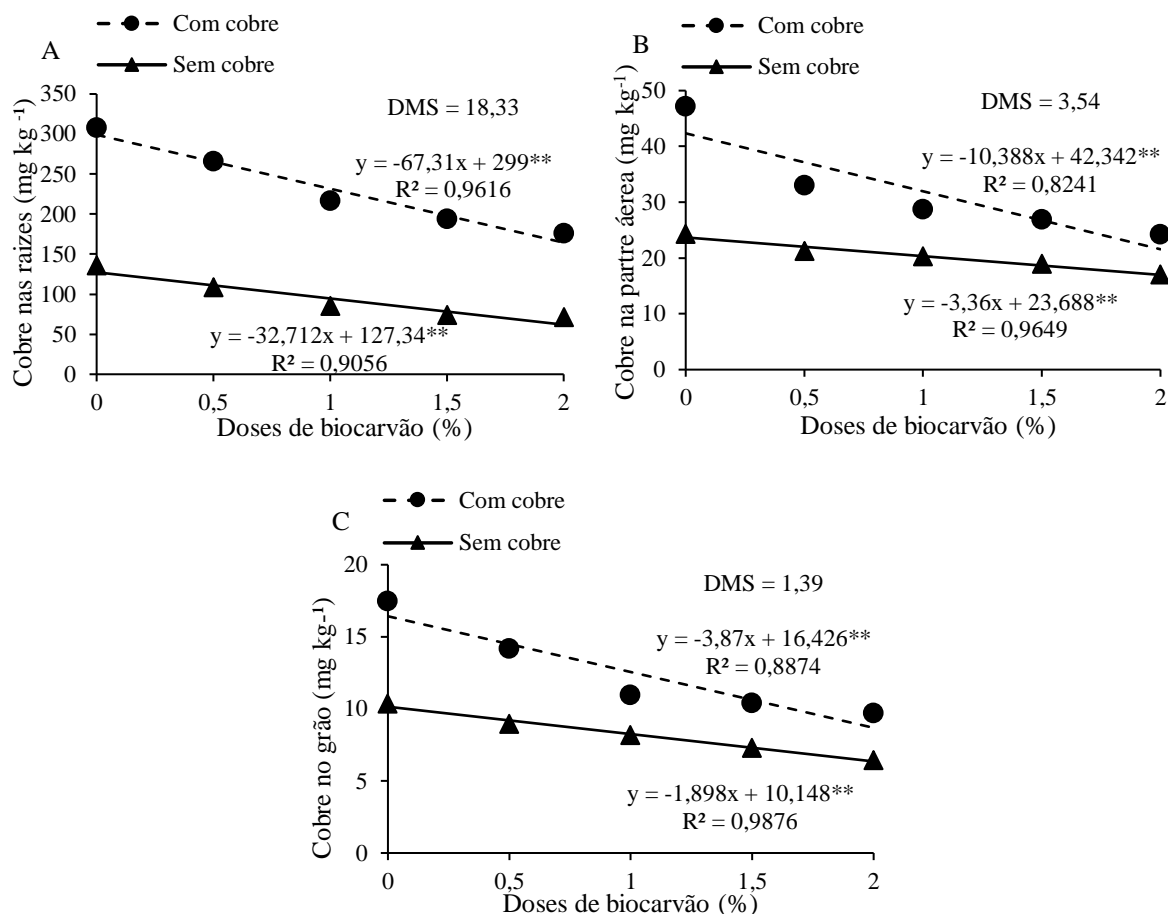 Com cobre
A
Sem cobre
350
300
250
200
150
100
50
0
Cobre nas raizes (mg kg -1)
DMS = 18,33
y = -67,31x + 299**
R² = 0,9616
y = -32,712x + 127,34**
R² = 0,9056
0 0,5 1 1,5 2
Doses de biocarvão (%)
Com cobre
B
Sem cobre
50
40
30
20
10
0
Cobre na partre áerea (mg kg -1)
DMS = 3,54
y = -10,388x + 42,342**
R² = 0,8241
y = -3,36x + 23,688**
R² = 0,9649
0 0,5 1 1,5 2
Doses de biocarvão (%)
Com cobre
C
Sem cobre
20
15
10
5
0
Cobre no grão (mg kg-¹)
DMS = 1,39
y = -3,87x + 16,426**
R² = 0,8874
y = -1,898x + 10,148**
R² = 0,9876
0 0,5 1 1,5 2
Doses de biocarvão (%)